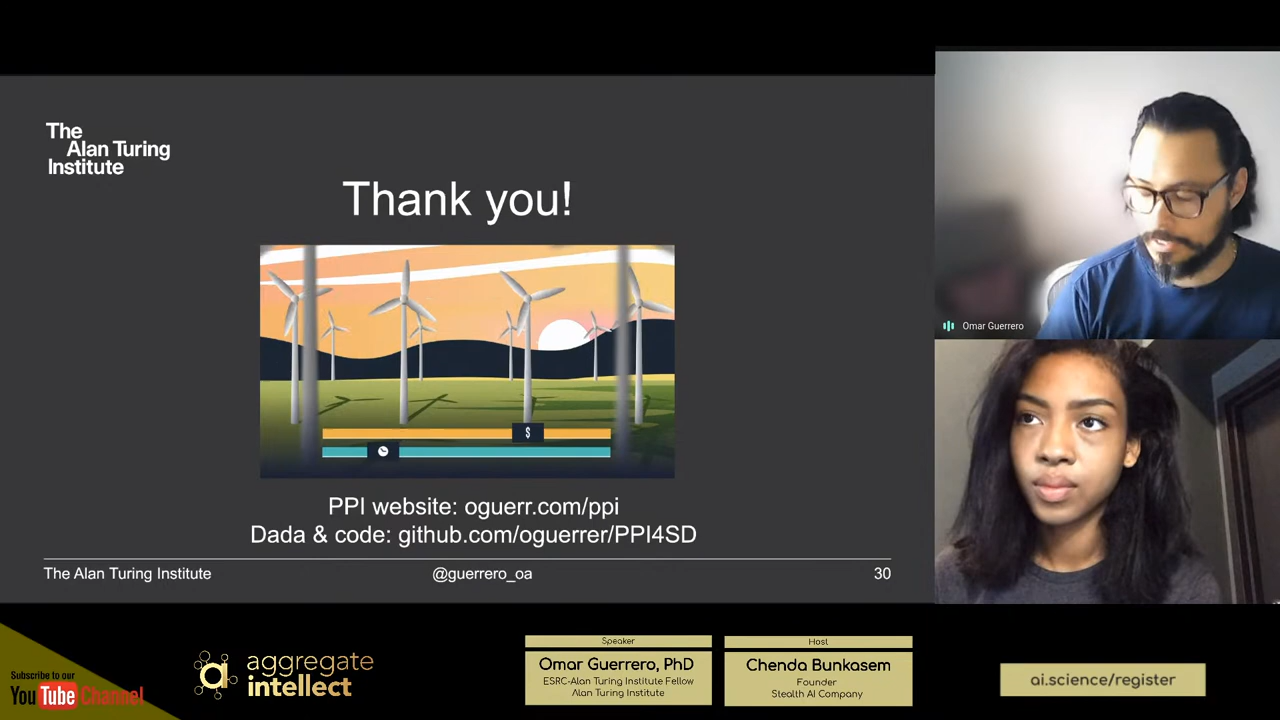 The
Alan Turing
Institute
Thank you!
$
PPI website: oguerr.com/ppi
Dada & code: github.com/oguerrer/PPI4SD
The Alan Turing Institute
@guerrero_oa
30
Omar Guerrero
Subscribe to our
YouTube Channel
a
aggregate
intellect
Speaker
Omar Guerrero, PhD
ESRC-Alan Turing Institute Fellow
Alan Turing Institute
Host
Chenda Bunkasem
Founder
Stealth AI Company
ai.science/register